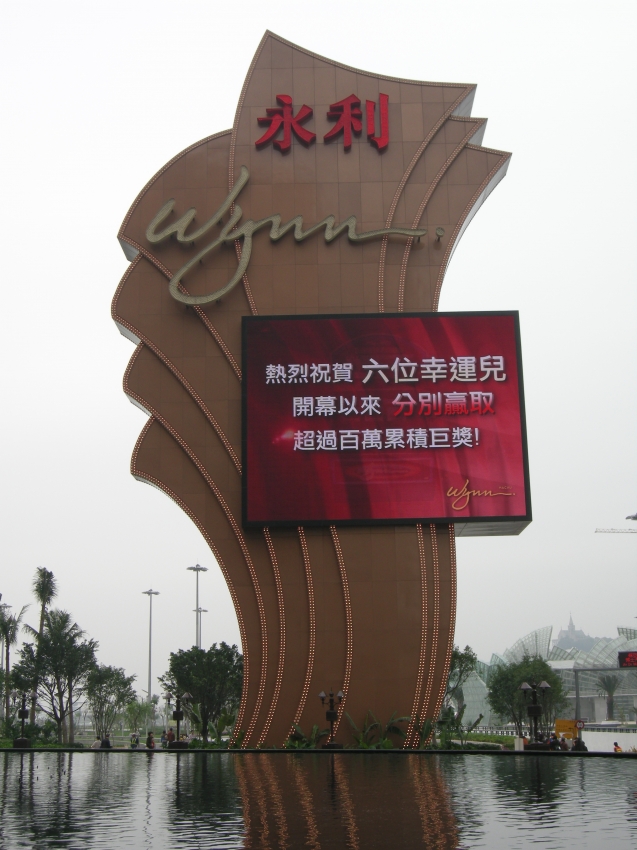 永利
Wynn
熱烈祝賀 六位幸運兒
開幕以來 分別贏取
超過百萬累積巨獎!
Wynn